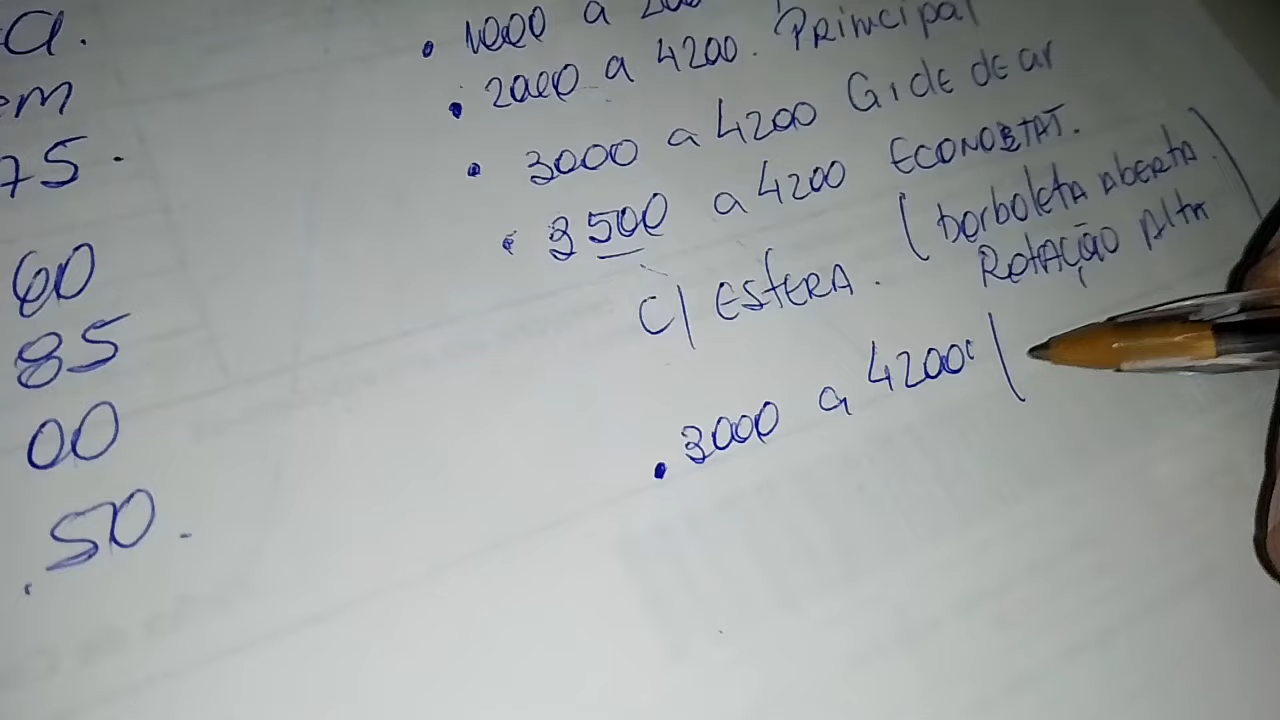 a.
em
75.
60
85
00
.50.
• 1000 a
• 2000 a 4200. Principal
• 3000 a 4200 Gicle de ar
• 3500 a 4200 ECONOSTAT.
C/ ESFERA. (borboleta aberta.)
Rotação Alta
. 3000 a 4200 (